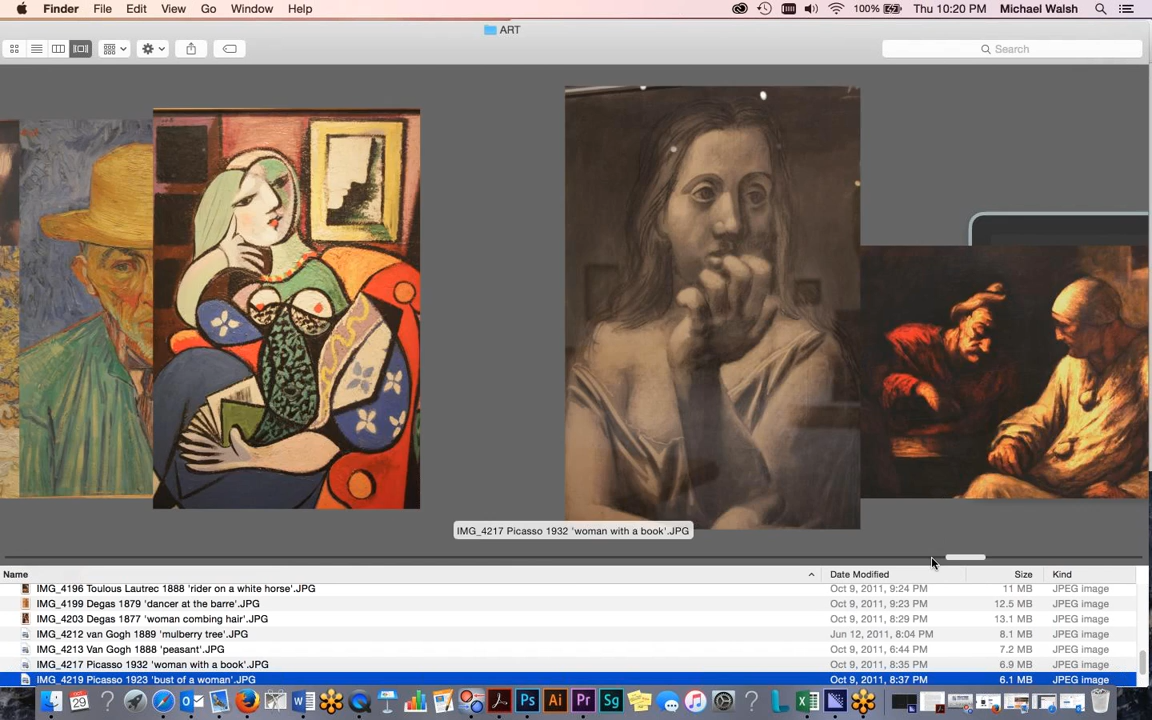 Finder File Edit View Go Window Help 100% Thu 10:20 PM Michael Walsh
ART
Search
IMG_4217 Picasso 1932 'woman with a book'.JPG
Name Date Modified Size Kind
IMG_4196 Toulous Lautrec 1888 'rider on a white horse'.JPG Oct 9, 2011, 9:24 PM 11 MB JPEG image
IMG_4199 Degas 1879 'dancer at the barre'.JPG Oct 9, 2011, 9:23 PM 12.5 MB JPEG image
IMG_4203 Degas 1877 'woman combing hair'.JPG Oct 9, 2011, 8:29 PM 13.1 MB JPEG image
IMG_4212 van Gogh 1889 'mulberry tree'.JPG Jun 12, 2011, 8:04 PM 8.1 MB JPEG image
IMG_4213 Van Gogh 1888 'peasant'.JPG Oct 9, 2011, 6:44 PM 7.2 MB JPEG image
IMG_4217 Picasso 1932 'woman with a book'.JPG Oct 9, 2011, 8:35 PM 6.9 MB JPEG image
IMG_4219 Picasso 1923 'bust of a woman'.JPG Oct 9, 2011, 8:37 PM 6.1 MB JPEG image
29 Ps Ai Pr Sg